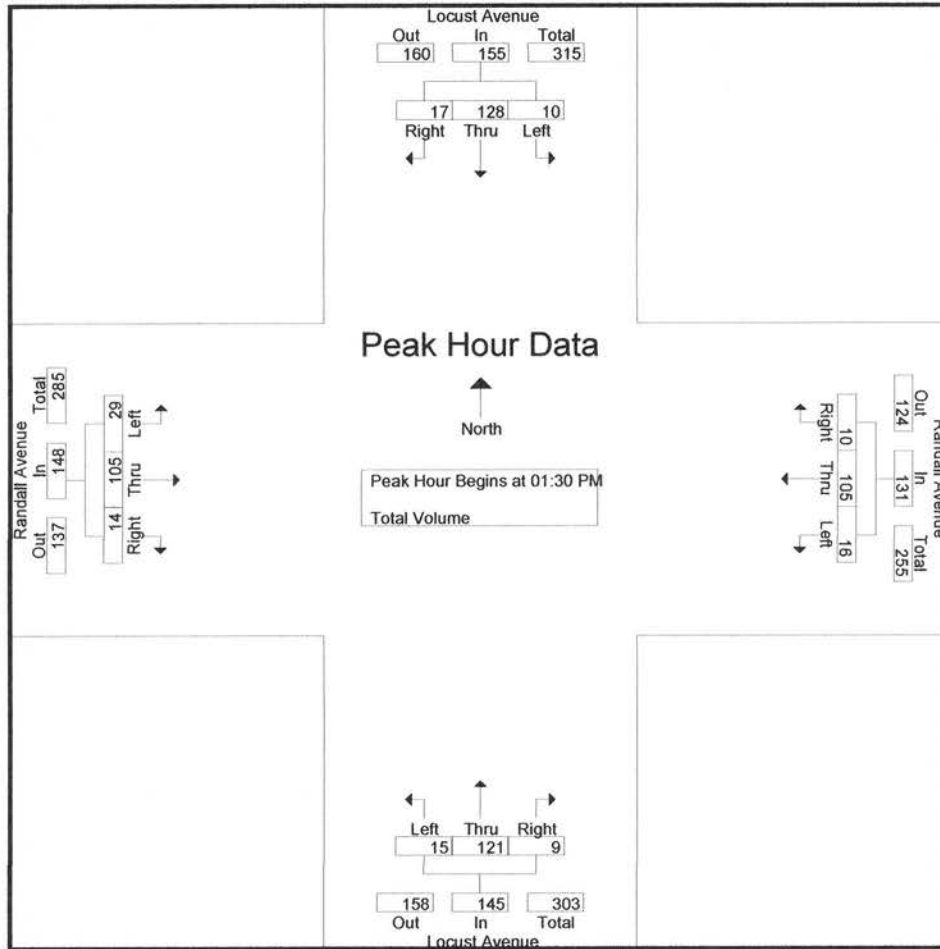 Locust Avenue
Out In Total
160 155 315
17 128 10
Right Thru Left
Peak Hour Data
North
Peak Hour Begins at 01:30 PM
Total Volume
Randall Avenue
Out In Total
137 148 285
14 105 29
Right Thru Left
Randall Avenue
Out In Total
124 131 255
10 105 16
Right Thru Left
Left Thru Right
15 121 9
158 145 303
Out In Total
Locust Avenue